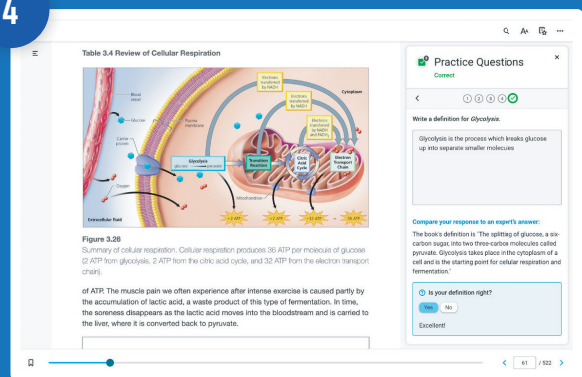 4
Table 3.4 Review of Cellular Respiration
Blood
vessel
Glucose
Plasma
membrane
Carrier
protein
Oxygen
Extracellular fluid
Electrons
transferred
by NADH
Electrons
transferred
by NADH
Electrons
transferred
by NADH
and FADH₂
Cytoplasm
Glycolysis
glucose pyruvate
Transition
Reaction
Citric
Acid
Cycle
Electron
Transport
Chain
Mitochondrion
+2 ATP
+2 ATP
+32 ATP
= 36 ATP
Figure 3.26
Summary of cellular respiration. Cellular respiration produces 36 ATP per molecule of glucose
(2 ATP from glycolysis, 2 ATP from the citric acid cycle, and 32 ATP from the electron transport
chain).
of ATP. The muscle pain we often experience after intense exercise is caused partly by
the accumulation of lactic acid, a waste product of this type of fermentation. In time,
the soreness disappears as the lactic acid moves into the bloodstream and is carried to
the liver, where it is converted back to pyruvate.
Practice Questions
Correct
1 2 3 4
Write a definition for Glycolysis.
Glycolysis is the process which breaks glucose
up into separate smaller molecules
Compare your response to an expert's answer:
The book's definition is 'The splitting of glucose, a six-
carbon sugar, into two three-carbon molecules called
pyruvate. Glycolysis takes place in the cytoplasm of a
cell and is the starting point for cellular respiration and
fermentation.'
Is your definition right?
Yes No
Excellent!
61 / 522